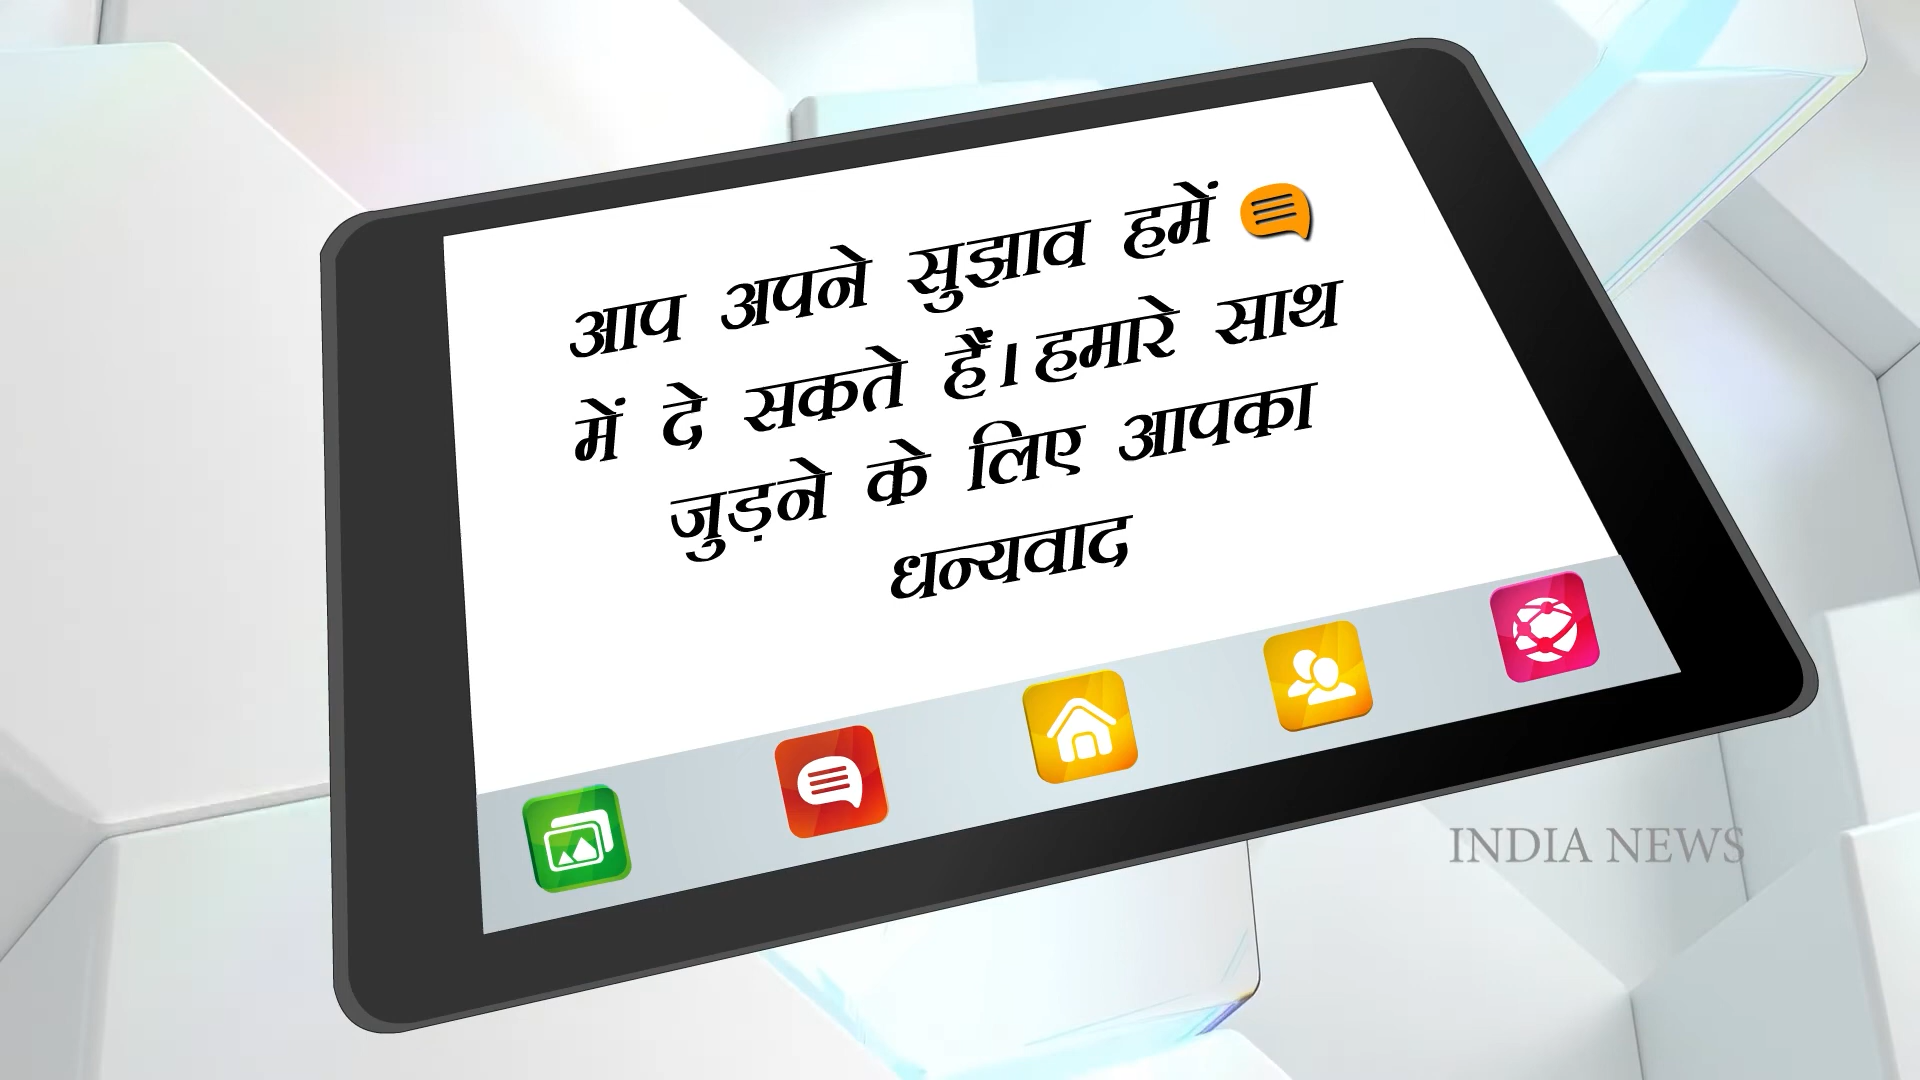 आप अपने सुझाव हमें
में दे सकते हैं। हमारे साथ
जुड़ने के लिए आपका
धन्यवाद
INDIA NEWS